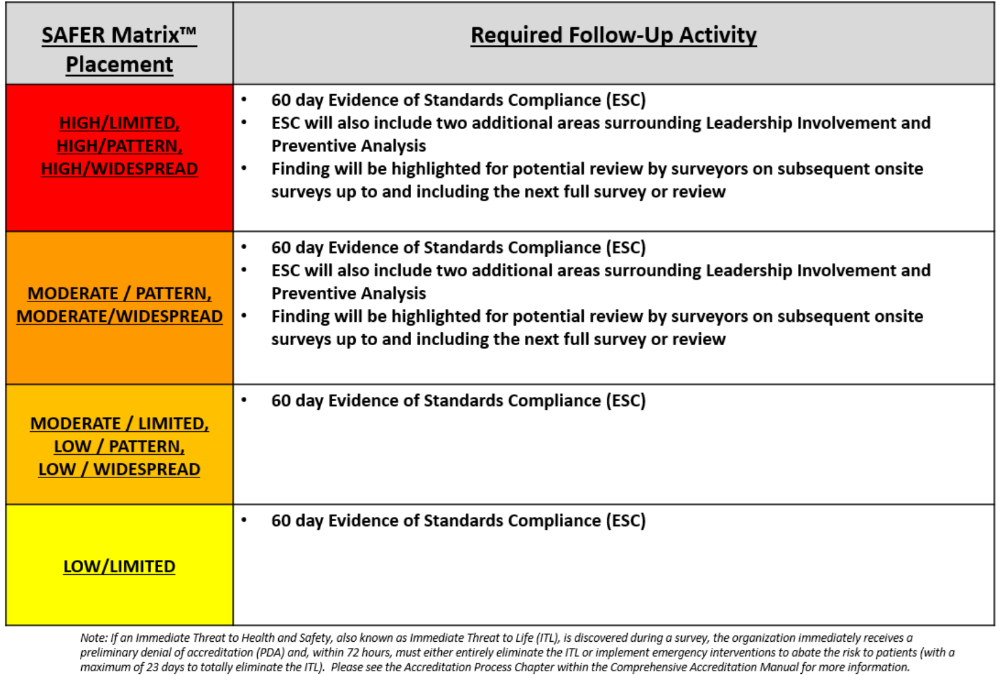 SAFER Matrix™
Placement
Required Follow-Up Activity
HIGH/LIMITED,
HIGH/PATTERN,
HIGH/WIDESPREAD
• 60 day Evidence of Standards Compliance (ESC)
• ESC will also include two additional areas surrounding Leadership Involvement and
Preventive Analysis
• Finding will be highlighted for potential review by surveyors on subsequent onsite
surveys up to and including the next full survey or review
MODERATE / PATTERN,
MODERATE/WIDESPREAD
• 60 day Evidence of Standards Compliance (ESC)
• ESC will also include two additional areas surrounding Leadership Involvement and
Preventive Analysis
• Finding will be highlighted for potential review by surveyors on subsequent onsite
surveys up to and including the next full survey or review
MODERATE / LIMITED,
LOW / PATTERN,
LOW / WIDESPREAD
• 60 day Evidence of Standards Compliance (ESC)
LOW/LIMITED
• 60 day Evidence of Standards Compliance (ESC)
Note: If an Immediate Threat to Health and Safety, also known as Immediate Threat to Life (ITL), is discovered during a survey, the organization immediately receives a
preliminary denial of accreditation (PDA) and, within 72 hours, must either entirely eliminate the ITL or implement emergency interventions to abate the risk to patients (with a
maximum of 23 days to totally eliminate the ITL). Please see the Accreditation Process Chapter within the Comprehensive Accreditation Manual for more information.